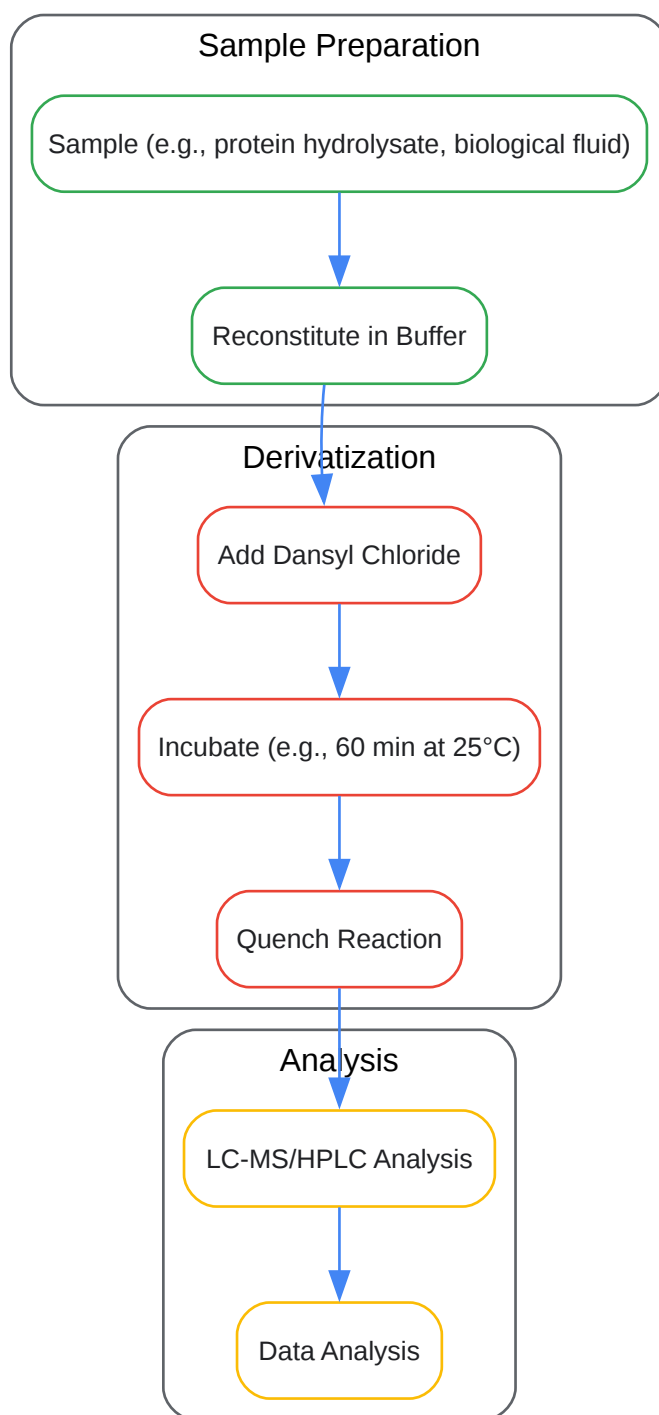 Sample Preparation
Sample (e.g., protein hydrolysate, biological fluid)
Reconstitute in Buffer
Derivatization
Add Dansyl Chloride
Incubate (e.g., 60 min at 25°C)
Quench Reaction
Analysis
LC-MS/HPLC Analysis
Data Analysis